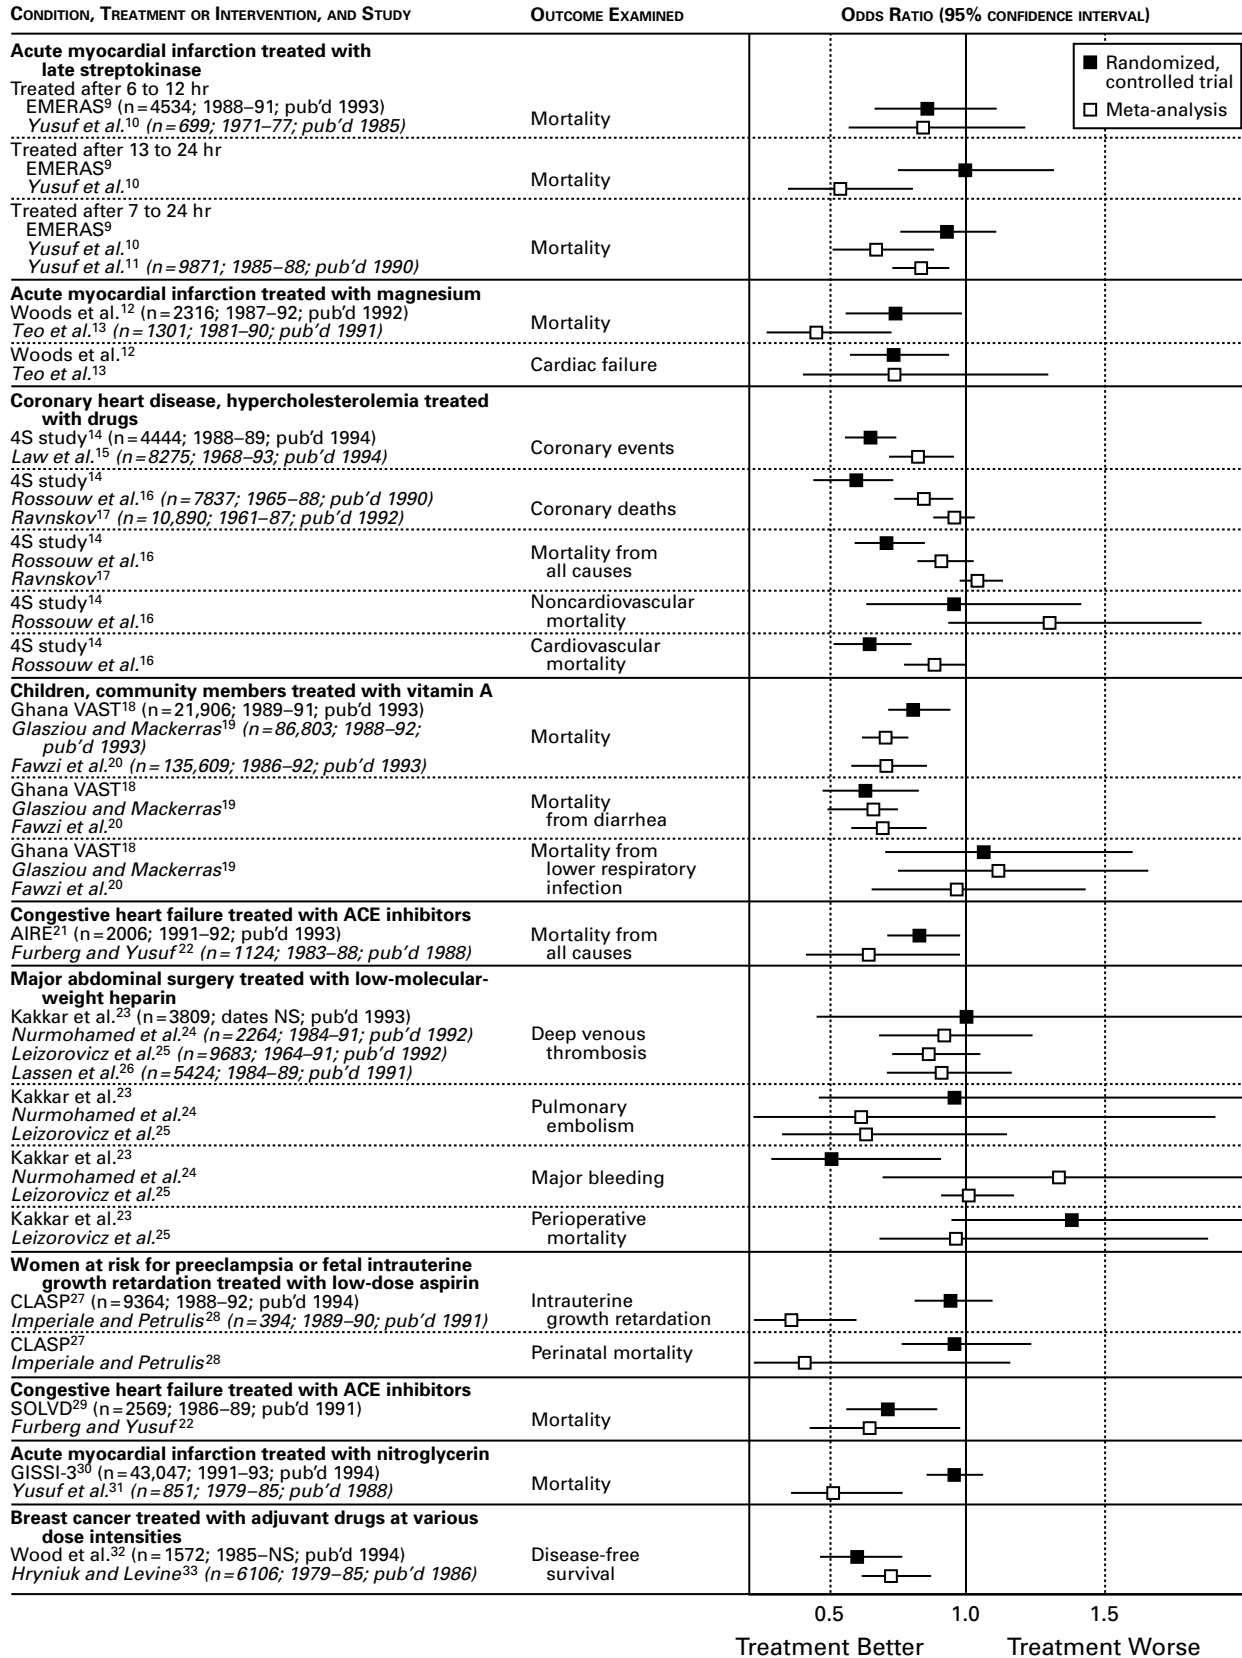 CONDITION, TREATMENT OR INTERVENTION, AND STUDY OUTCOME EXAMINED ODDS RATIO (95% CONFIDENCE INTERVAL)
Randomized, controlled trial
Meta-analysis
Acute myocardial infarction treated with
late streptokinase
Treated after 6 to 12 hr
EMERAS9 (n=4534; 1988–91; pub'd 1993)
Yusuf et al.10 (n=699; 1971–77; pub'd 1985)
Mortality
Treated after 13 to 24 hr
EMERAS9
Yusuf et al.10
Mortality
Treated after 7 to 24 hr
EMERAS9
Yusuf et al.10
Yusuf et al.11 (n=9871; 1985–88; pub'd 1990)
Mortality
Acute myocardial infarction treated with magnesium
Woods et al.12 (n=2316; 1987–92; pub'd 1992)
Teo et al.13 (n=1301; 1981–90; pub'd 1991)
Mortality
Woods et al.12
Teo et al.13
Cardiac failure
Coronary heart disease, hypercholesterolemia treated
with drugs
4S study14 (n=4444; 1988–89; pub'd 1994)
Law et al.15 (n=8275; 1968–93; pub'd 1994)
Coronary events
4S study14
Rossouw et al.16 (n=7837; 1965–88; pub'd 1990)
Ravnskov17 (n=10,890; 1961–87; pub'd 1992)
Coronary deaths
4S study14
Rossouw et al.16
Ravnskov17
Mortality from
all causes
4S study14
Rossouw et al.16
Noncardiovascular
mortality
4S study14
Rossouw et al.16
Cardiovascular
mortality
Children, community members treated with vitamin A
Ghana VAST18 (n=21,906; 1989–91; pub'd 1993)
Glasziou and Mackerras19 (n=86,803; 1988–92;
pub'd 1993)
Fawzi et al.20 (n=135,609; 1986–92; pub'd 1993)
Mortality
Ghana VAST18
Glasziou and Mackerras19
Fawzi et al.20
Mortality
from diarrhea
Ghana VAST18
Glasziou and Mackerras19
Fawzi et al.20
Mortality from
lower respiratory
infection
Congestive heart failure treated with ACE inhibitors
AIRE21 (n=2006; 1991–92; pub'd 1993)
Furberg and Yusuf22 (n=1124; 1983–88; pub'd 1988)
Mortality from
all causes
Major abdominal surgery treated with low-molecular-
weight heparin
Kakkar et al.23 (n=3809; dates NS; pub'd 1993)
Nurmohamed et al.24 (n=2264; 1984–91; pub'd 1992)
Leizorovicz et al.25 (n=9683; 1964–91; pub'd 1992)
Lassen et al.26 (n=5424; 1984–89; pub'd 1991)
Deep venous
thrombosis
Kakkar et al.23
Nurmohamed et al.24
Leizorovicz et al.25
Pulmonary
embolism
Kakkar et al.23
Nurmohamed et al.24
Leizorovicz et al.25
Major bleeding
Kakkar et al.23
Leizorovicz et al.25
Perioperative
mortality
Women at risk for preeclampsia or fetal intrauterine
growth retardation treated with low-dose aspirin
CLASP27 (n=9364; 1988–92; pub'd 1994)
Imperiale and Petrulis28 (n=394; 1989–90; pub'd 1991)
Intrauterine
growth retardation
CLASP27
Imperiale and Petrulis28
Perinatal mortality
Congestive heart failure treated with ACE inhibitors
SOLVD29 (n=2569; 1986–89; pub'd 1991)
Furberg and Yusuf22
Mortality
Acute myocardial infarction treated with nitroglycerin
GISSI-330 (n=43,047; 1991–93; pub'd 1994)
Yusuf et al.31 (n=851; 1979–85; pub'd 1988)
Mortality
Breast cancer treated with adjuvant drugs at various
dose intensities
Wood et al.32 (n=1572; 1985–NS; pub'd 1994)
Hryniuk and Levine33 (n=6106; 1979–85; pub'd 1986)
Disease-free
survival
0.5 1.0 1.5
Treatment Better Treatment Worse